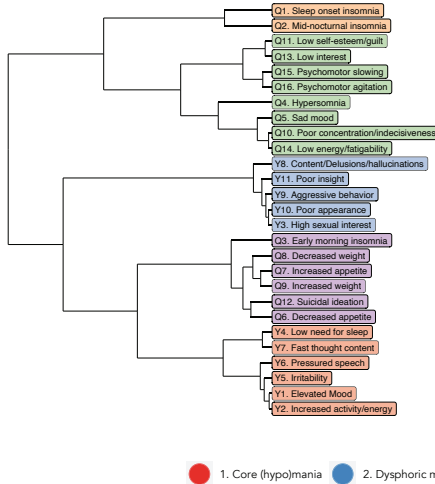 Q1. Sleep onset insomnia
Q2. Mid-nocturnal insomnia
Q11. Low self-esteem/guilt
Q13. Low interest
Q15. Psychomotor slowing
Q16. Psychomotor agitation
Q4. Hypersomnia
Q5. Sad mood
Q10. Poor concentration/indecisiveness
Q14. Low energy/fatigability
Y8. Content/Delusions/hallucinations
Y11. Poor insight
Y9. Aggressive behavior
Y10. Poor appearance
Y3. High sexual interest
Q3. Early morning insomnia
Q8. Decreased weight
Q7. Increased appetite
Q9. Increased weight
Q12. Suicidal ideation
Q6. Decreased appetite
Y4. Low need for sleep
Y7. Fast thought content
Y6. Pressured speech
Y5. Irritability
Y1. Elevated Mood
Y2. Increased activity/energy
1. Core (hypo)mania 2. Dysphoric m